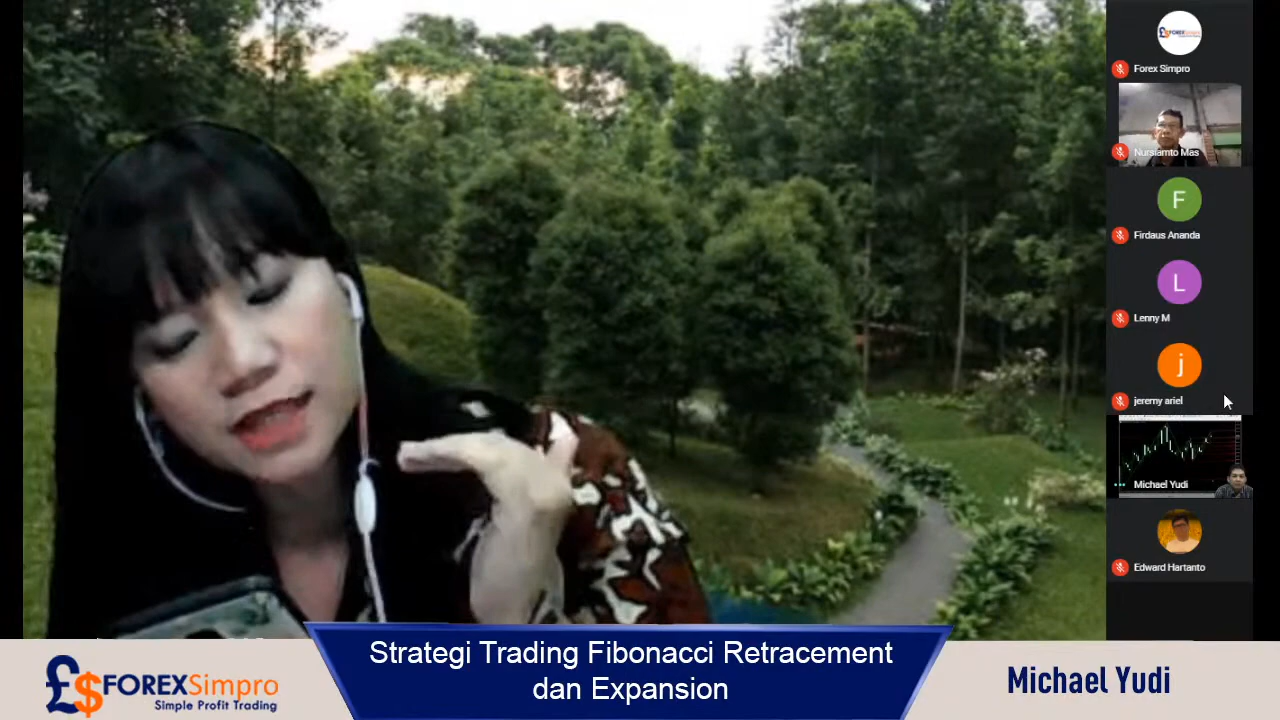 Forex Simpro
Nursiamto Mas
F
Firdaus Ananda
L
Lenny M
j
jeremy ariel
Michael Yudi
Edward Hartanto
£$FOREXSimpro
Simple Profit Trading
Strategi Trading Fibonacci Retracement
dan Expansion
Michael Yudi